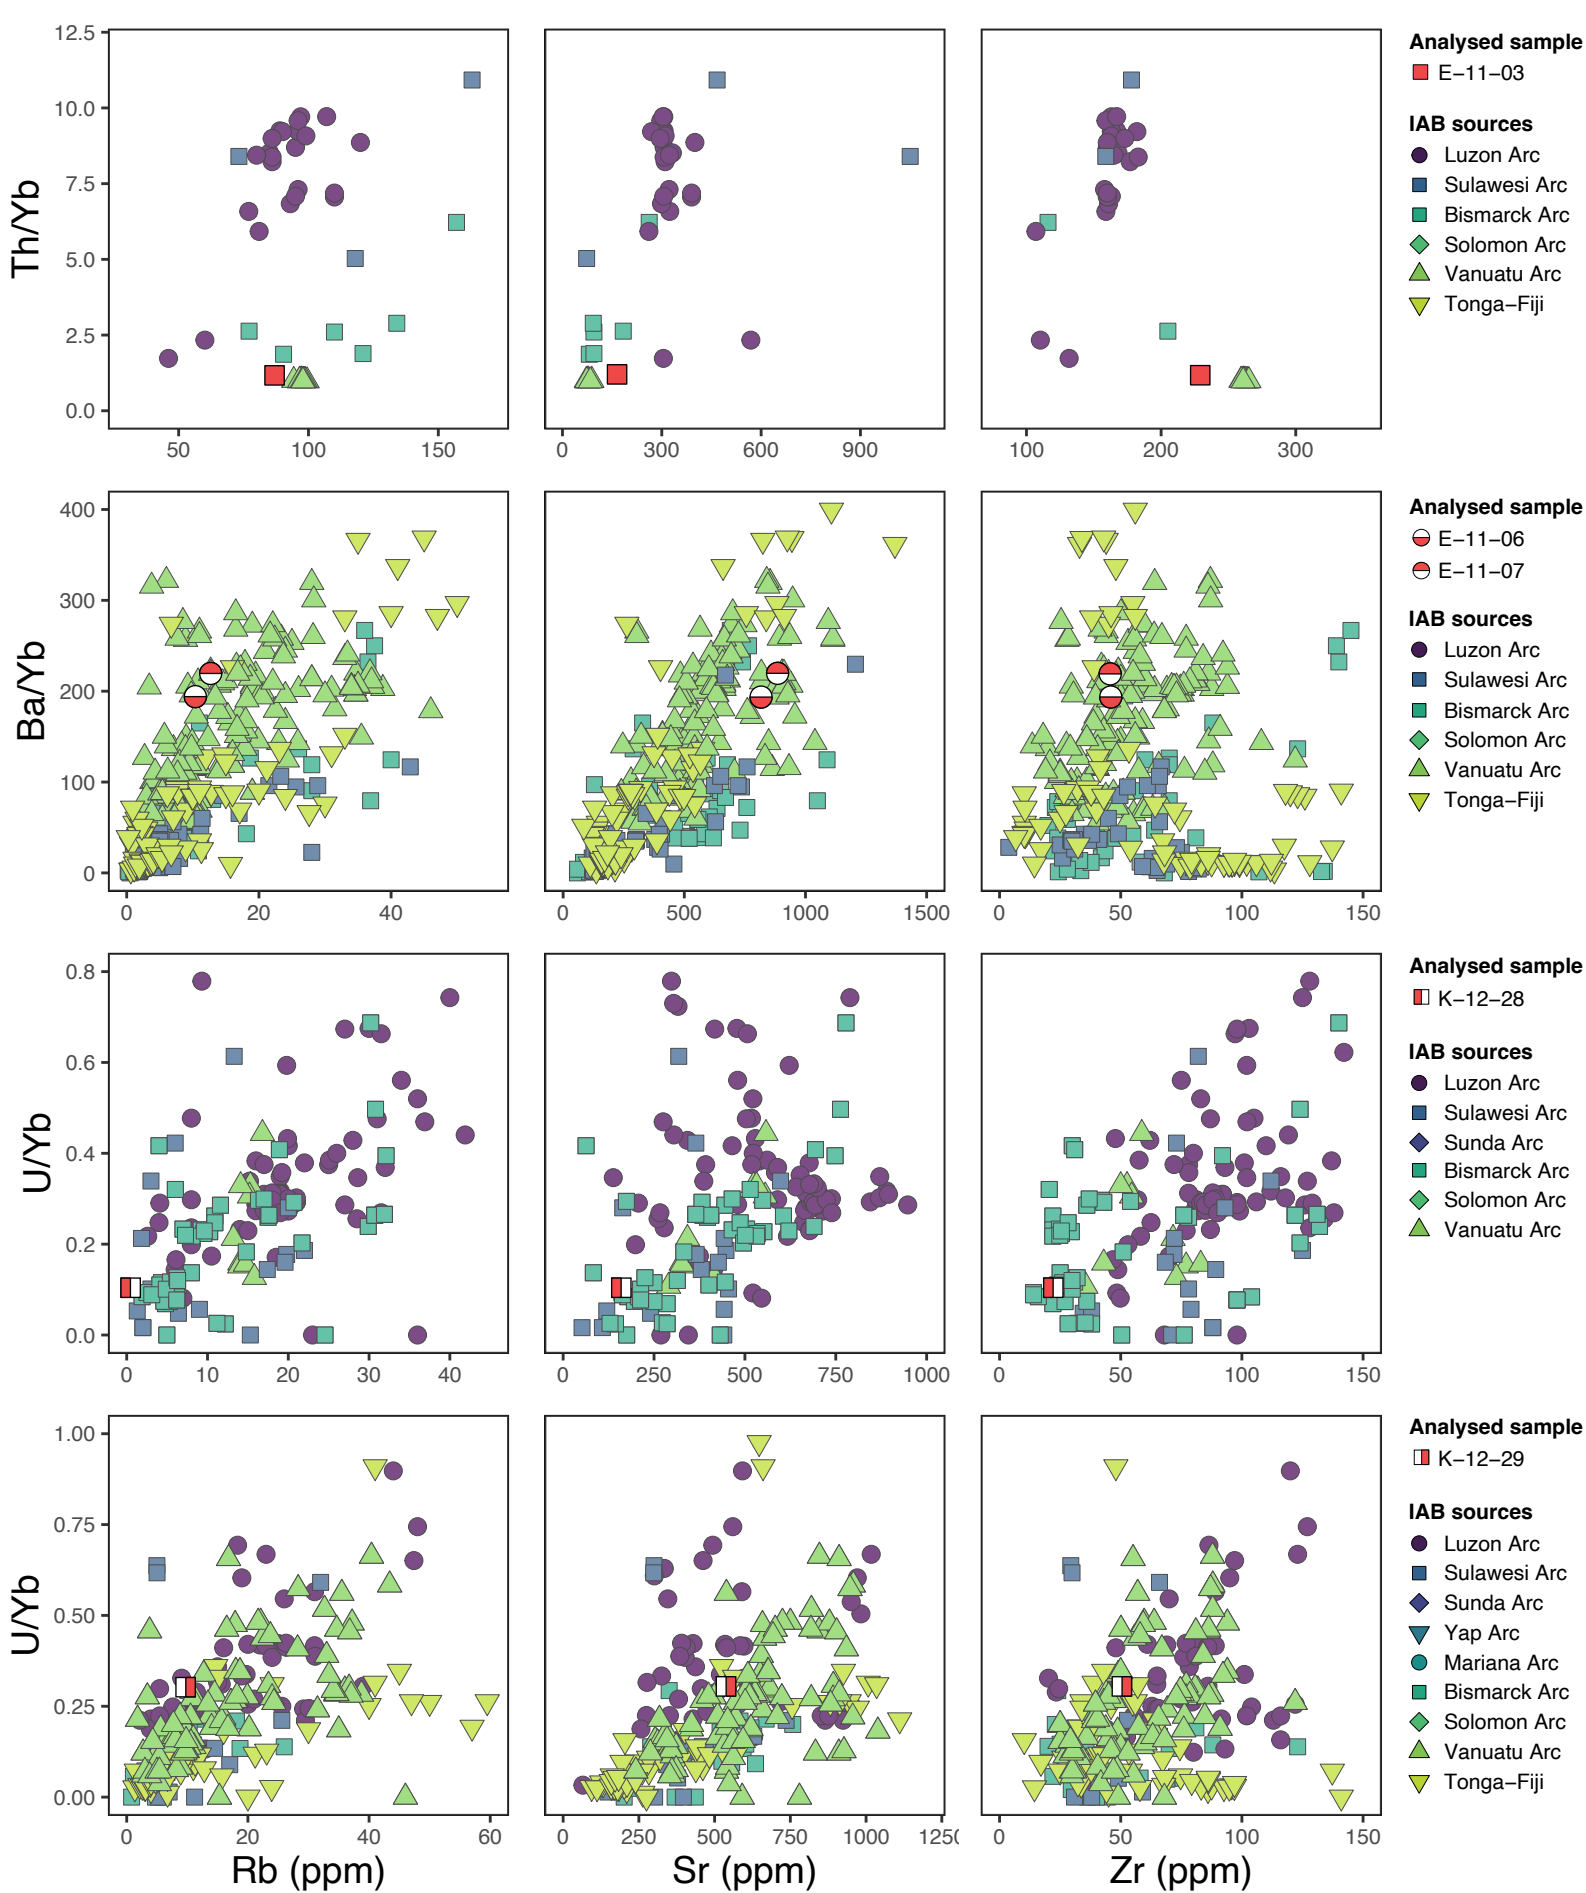 12.5
10.0
7.5
5.0
2.5
0.0
Th/Yb
50
100
150
0
300
600
900
100
200
300
Analysed sample
E−11−03
IAB sources
Luzon Arc
Sulawesi Arc
Bismarck Arc
Solomon Arc
Vanuatu Arc
Tonga−Fiji
400
300
200
100
0
Ba/Yb
0
20
40
0
500
1000
1500
0
50
100
150
Analysed sample
E−11−06
E−11−07
IAB sources
Luzon Arc
Sulawesi Arc
Bismarck Arc
Solomon Arc
Vanuatu Arc
Tonga−Fiji
0.8
0.6
0.4
0.2
0.0
U/Yb
0
10
20
30
40
0
250
500
750
1000
0
50
100
150
Analysed sample
K−12−28
IAB sources
Luzon Arc
Sulawesi Arc
Sunda Arc
Bismarck Arc
Solomon Arc
Vanuatu Arc
1.00
0.75
0.50
0.25
0.00
U/Yb
0
20
40
60
0
250
500
750
1000
0
50
100
150
Rb (ppm)
Sr (ppm)
Zr (ppm)
Analysed sample
K−12−29
IAB sources
Luzon Arc
Sulawesi Arc
Sunda Arc
Yap Arc
Mariana Arc
Bismarck Arc
Solomon Arc
Vanuatu Arc
Tonga−Fiji